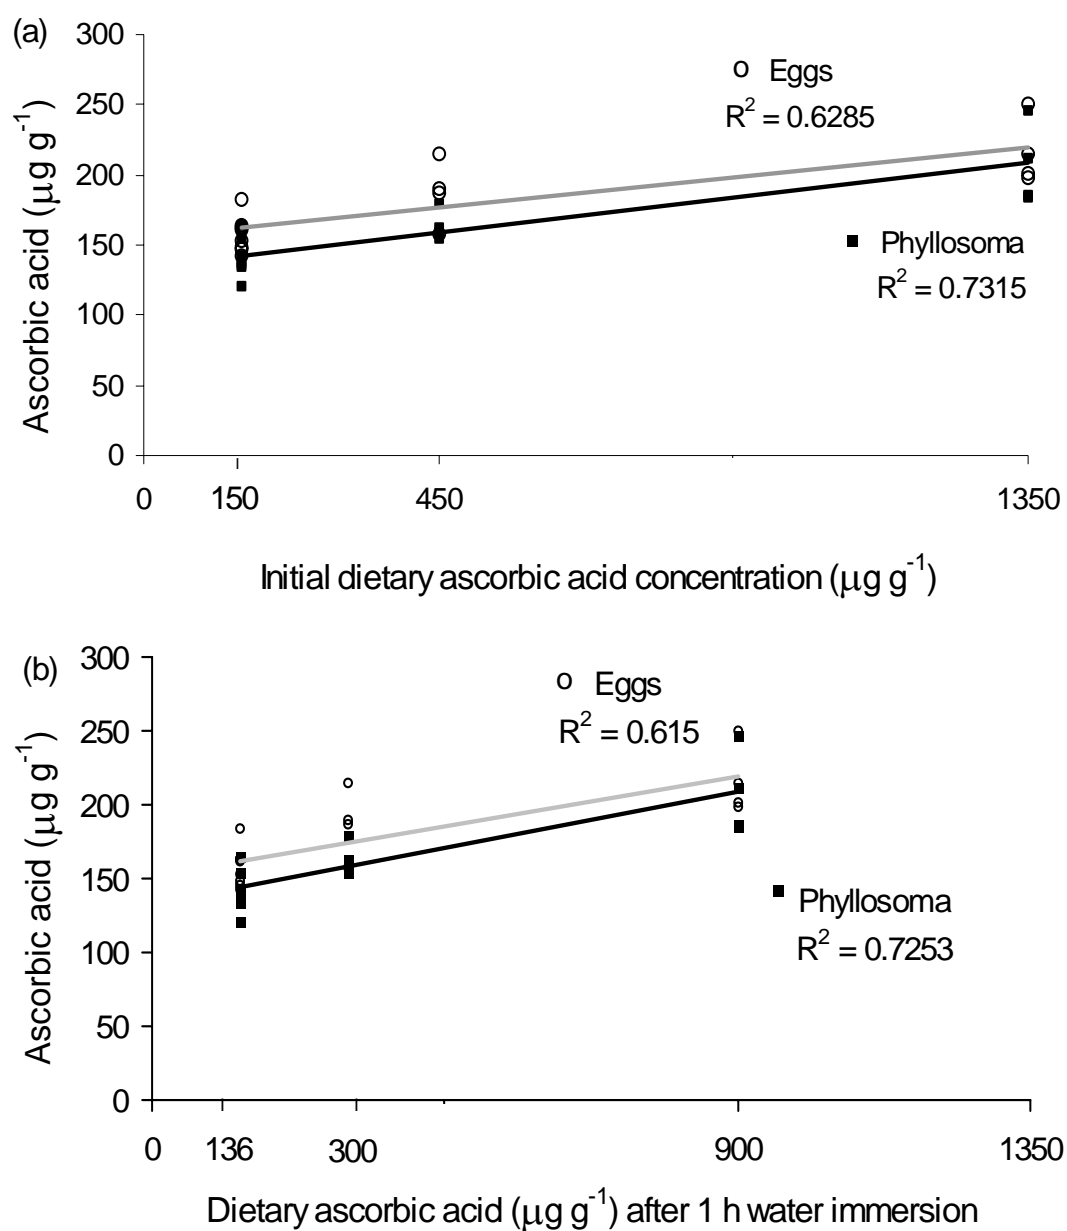 (a)
300
250
200
150
100
50
0
Ascorbic acid (µg g⁻¹)
Eggs
R² = 0.6285
Phyllosoma
R² = 0.7315
0 150 450 1350
Initial dietary ascorbic acid concentration (µg g⁻¹)
(b)
300
250
200
150
100
50
0
Ascorbic acid (µg g⁻¹)
Eggs
R² = 0.615
Phyllosoma
R² = 0.7253
0 136 300 900 1350
Dietary ascorbic acid (µg g⁻¹) after 1 h water immersion